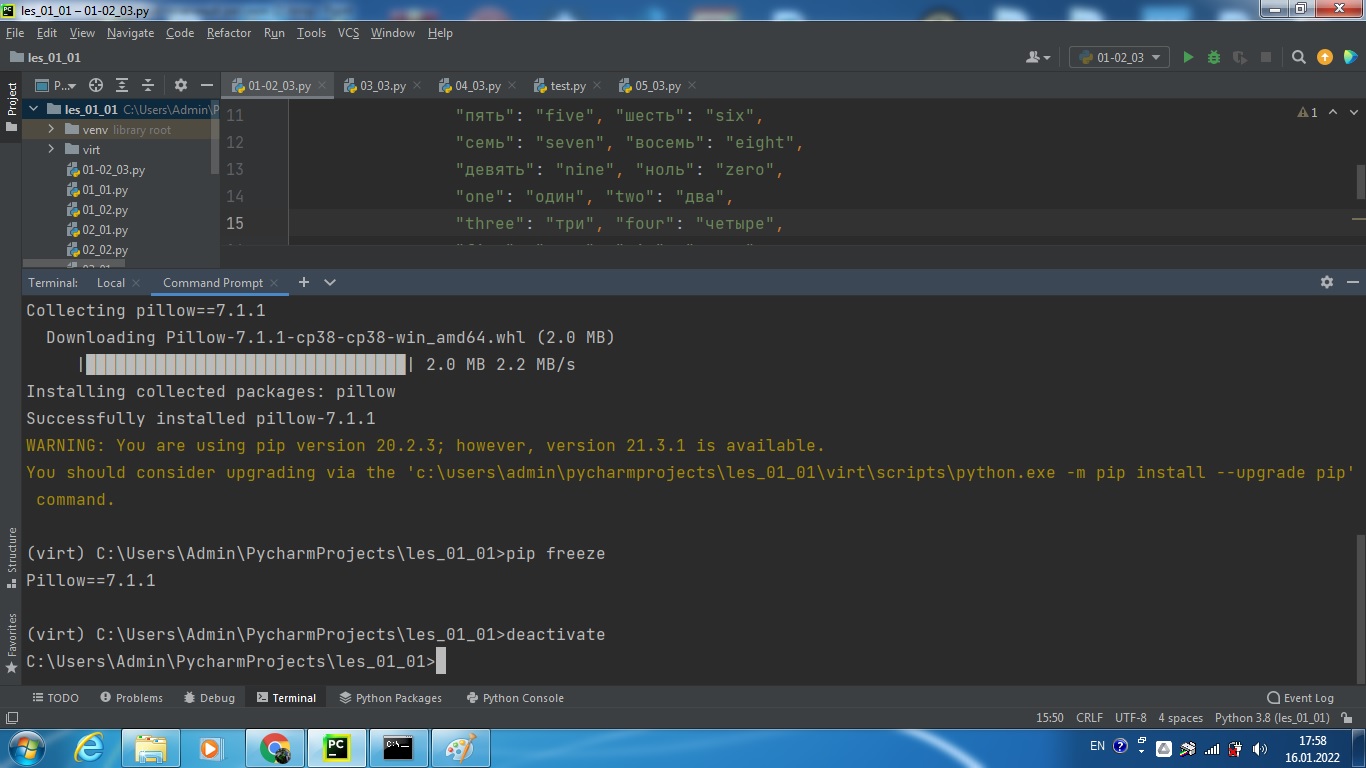 les_01_01 – 01-02_03.py
File Edit View Navigate Code Refactor Run Tools VCS Window Help
les_01_01
01-02_03
Project
P...
01-02_03.py
03_03.py
04_03.py
test.py
05_03.py
les_01_01 C:\Users\Admin\P
venv library root
virt
01-02_03.py
01_01.py
01_02.py
02_01.py
02_02.py
1
11 "пять": "five", "шесть": "six",
12 "семь": "seven", "восемь": "eight",
13 "девять": "nine", "ноль": "zero",
14 "one": "один", "two": "два",
15 "three": "три", "four": "четыре",
Terminal: Local Command Prompt
Collecting pillow==7.1.1
Downloading Pillow-7.1.1-cp38-cp38-win_amd64.whl (2.0 MB)
| | 2.0 MB 2.2 MB/s
Installing collected packages: pillow
Successfully installed pillow-7.1.1
WARNING: You are using pip version 20.2.3; however, version 21.3.1 is available.
You should consider upgrading via the 'c:\users\admin\pycharmprojects\les_01_01\virt\scripts\python.exe -m pip install --upgrade pip'
command.
(virt) C:\Users\Admin\PycharmProjects\les_01_01>pip freeze
Pillow==7.1.1
(virt) C:\Users\Admin\PycharmProjects\les_01_01>deactivate
C:\Users\Admin\PycharmProjects\les_01_01>
Structure
Favorites
TODO Problems Debug Terminal Python Packages Python Console Event Log
15:50 CRLF UTF-8 4 spaces Python 3.8 (les_01_01)
PC
C:\
EN
17:58
16.01.2022